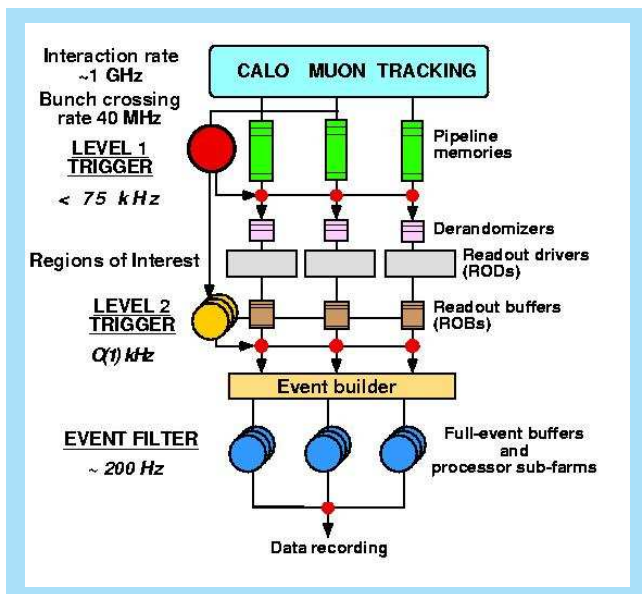 Interaction rate
~1 GHz
CALO MUON TRACKING
Bunch crossing
rate 40 MHz
LEVEL 1
TRIGGER
< 75 kHz
Pipeline
memories
Derandomizers
Regions of Interest
Readout drivers
(RODs)
LEVEL 2
TRIGGER
O(1) kHz
Readout buffers
(ROBs)
Event builder
EVENT FILTER
~ 200 Hz
Full-event buffers
and
processor sub-farms
Data recording